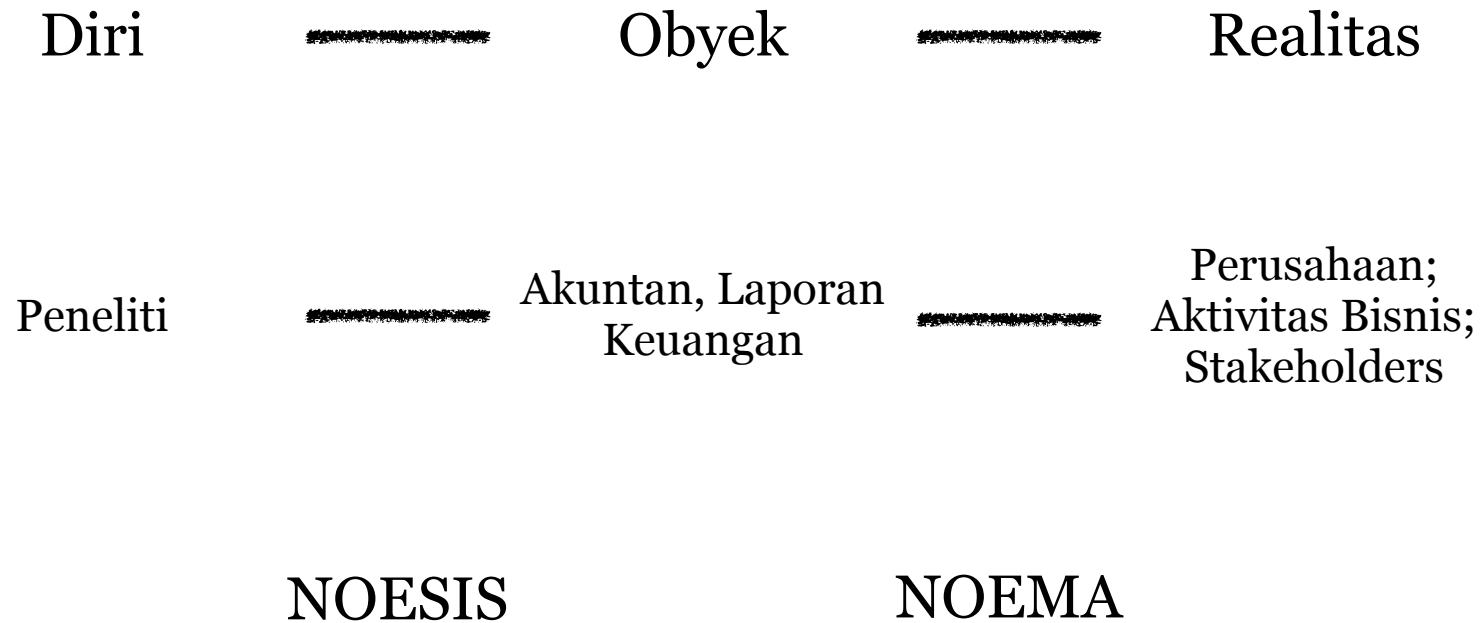 Diri Obyek Realitas
Peneliti
Akuntan, Laporan
Keuangan
Perusahaan;
Aktivitas Bisnis;
Stakeholders
NOESIS NOEMA